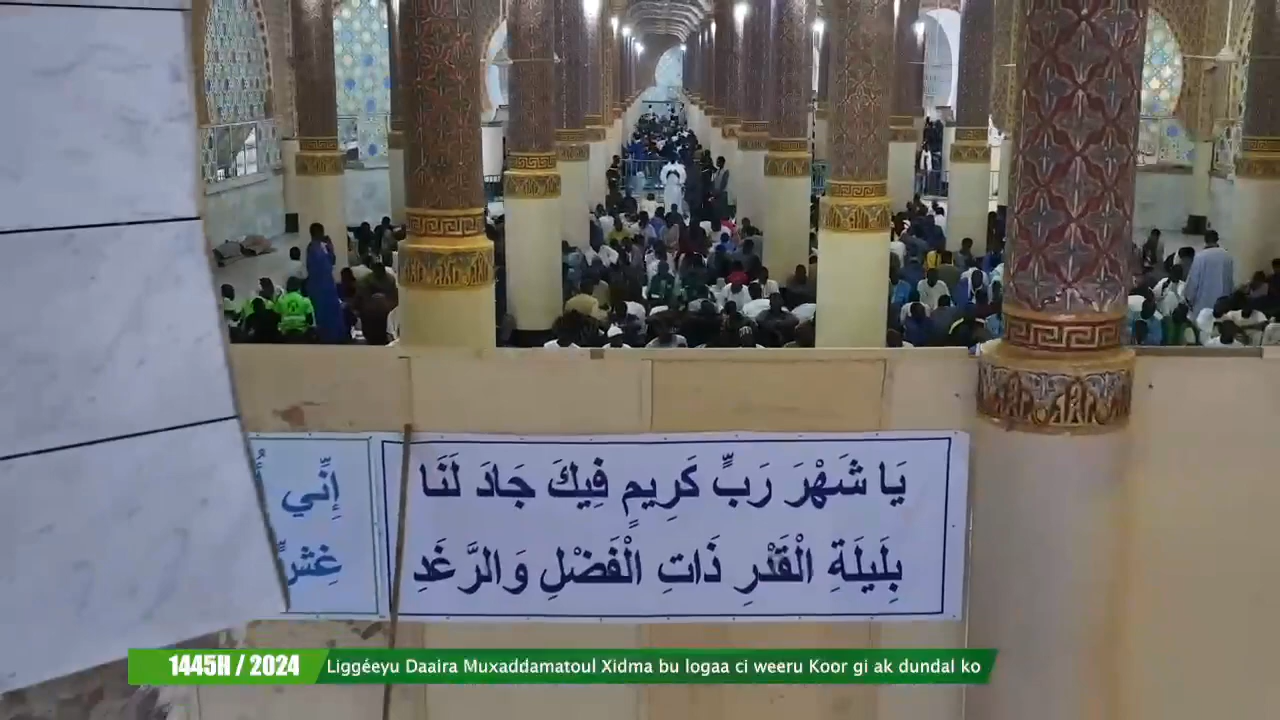 يَا شَهْرَ رَبٍّ كَرِيمٍ فِيكَ جَادَ لَنَا
بِلَيلَةِ الْقَدْرِ ذَاتِ الْفَضْلِ وَالرَّغَدِ
1445H / 2024 Liggéeyu Daaira Muxaddamatoul Xidma bu logaa ci weeru Koor gi ak dundal ko